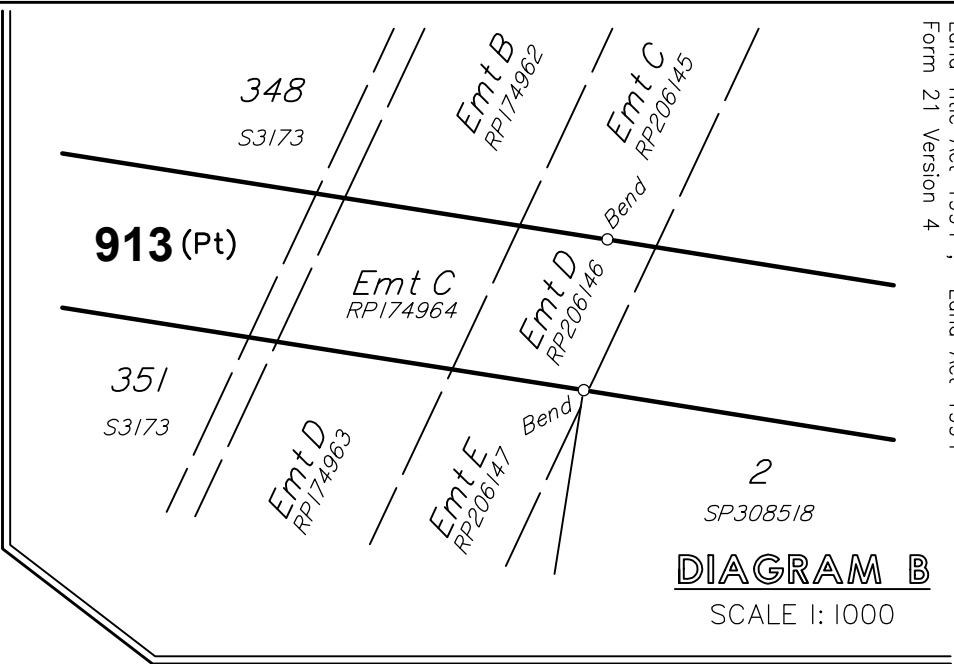 348
S3173
Emt B
RP174962
Emt C
RP206145
Bend
913 (Pt)
Emt C
RP174964
Emt D
RP206146
351
S3173
Bend
Emt D
RP174963
Emt E
RP206147
2
SP308518
DIAGRAM B
SCALE 1: 1000
Form 21 Version 4